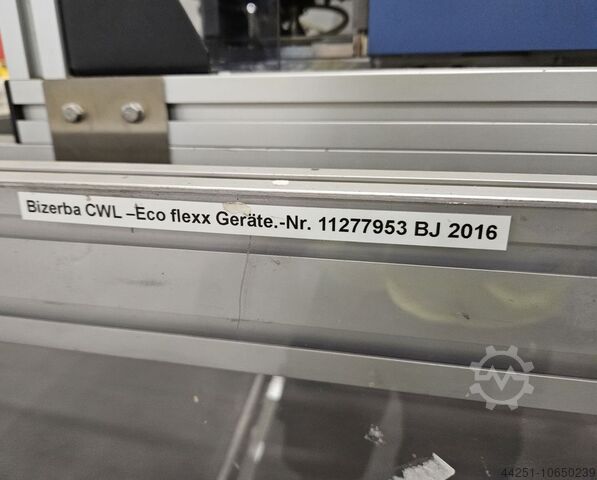 Bizerba CWL –Eco flexx Geräte.-Nr. 11277953 BJ 2016
44251-10650239